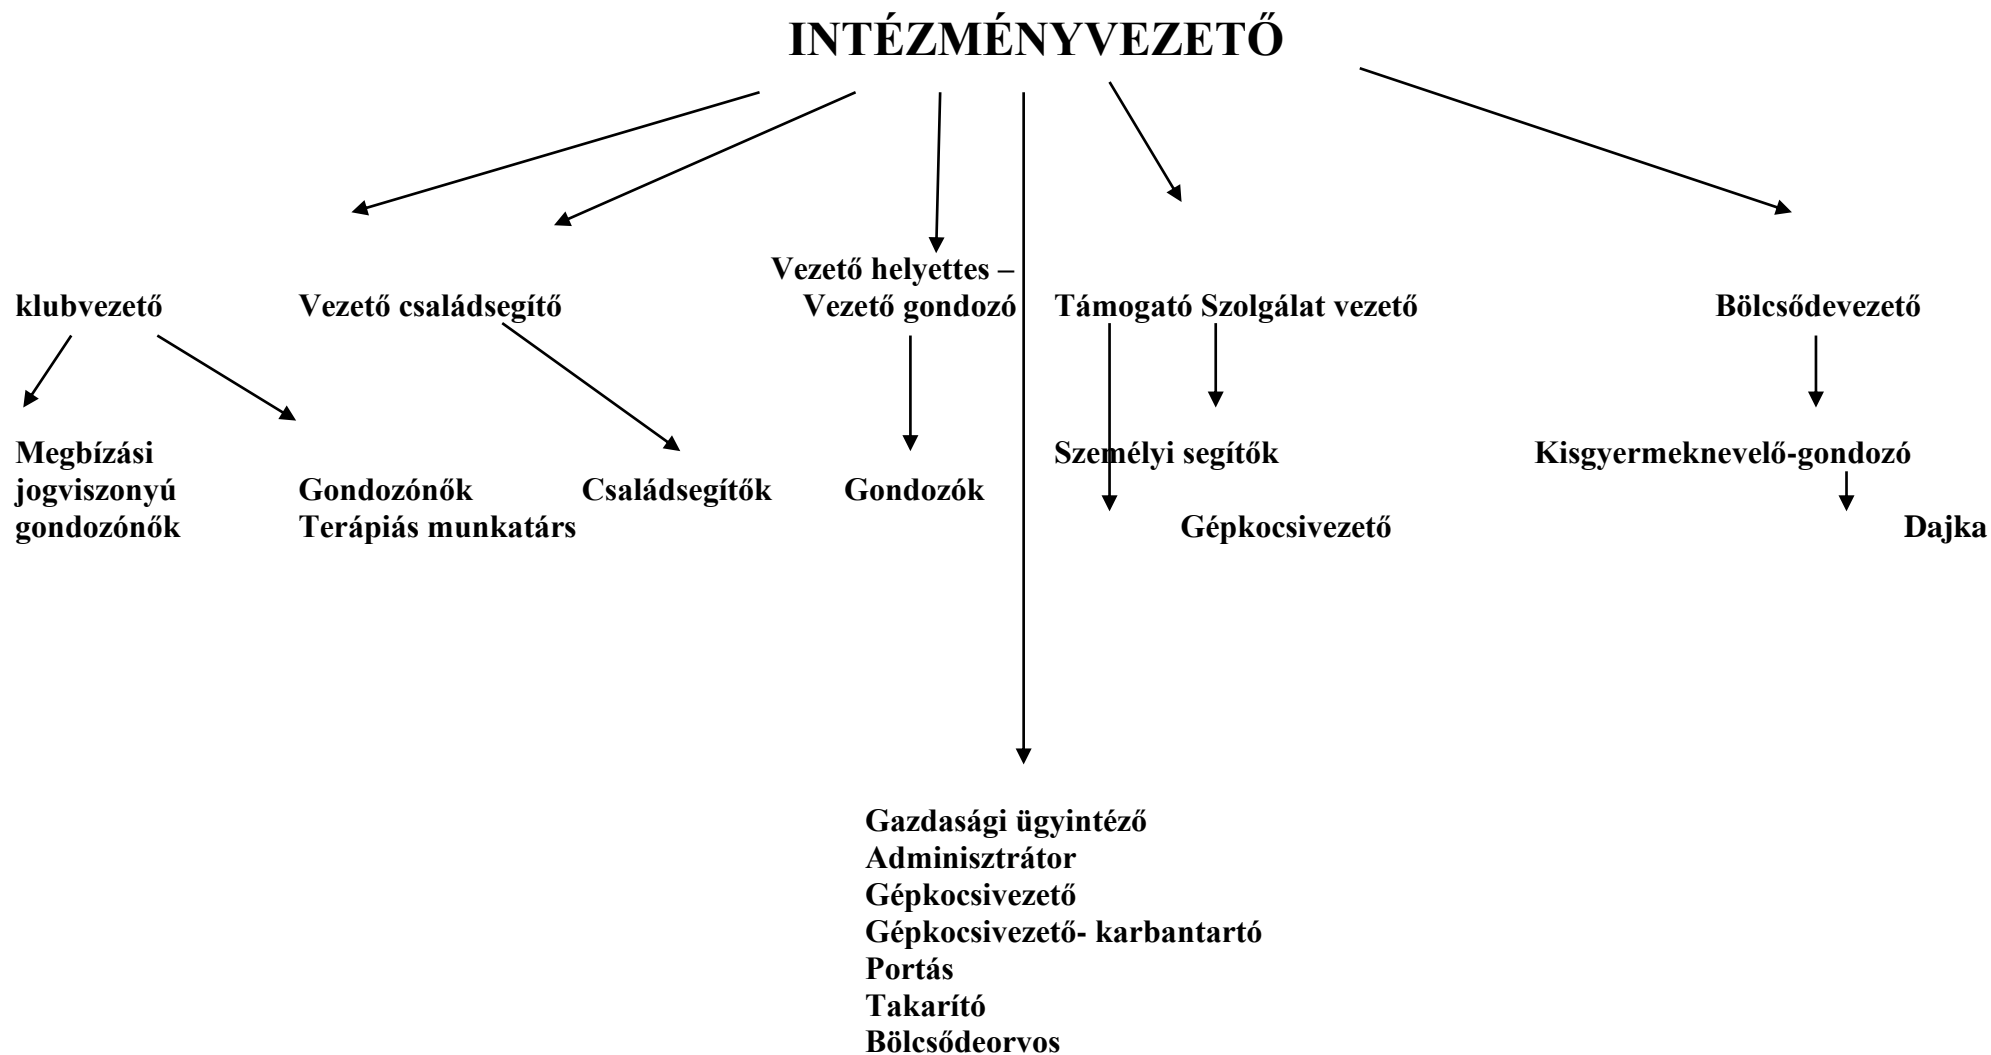 INTÉZMÉNYVEZETŐ
Vezető helyettes –
klubvezető Vezető családsegítő Vezető gondozó Támogató Szolgálat vezető Bölcsődevezető
Megbízási Személyi segítők Kisgyermeknevelő-gondozó
jogviszonyú Gondozónők Családsegítők Gondozók
gondozónők Terápiás munkatárs Gépkocsivezető Dajka
Gazdasági ügyintéző
Adminisztrátor
Gépkocsivezető
Gépkocsivezető- karbantartó
Portás
Takarító
Bölcsődeorvos